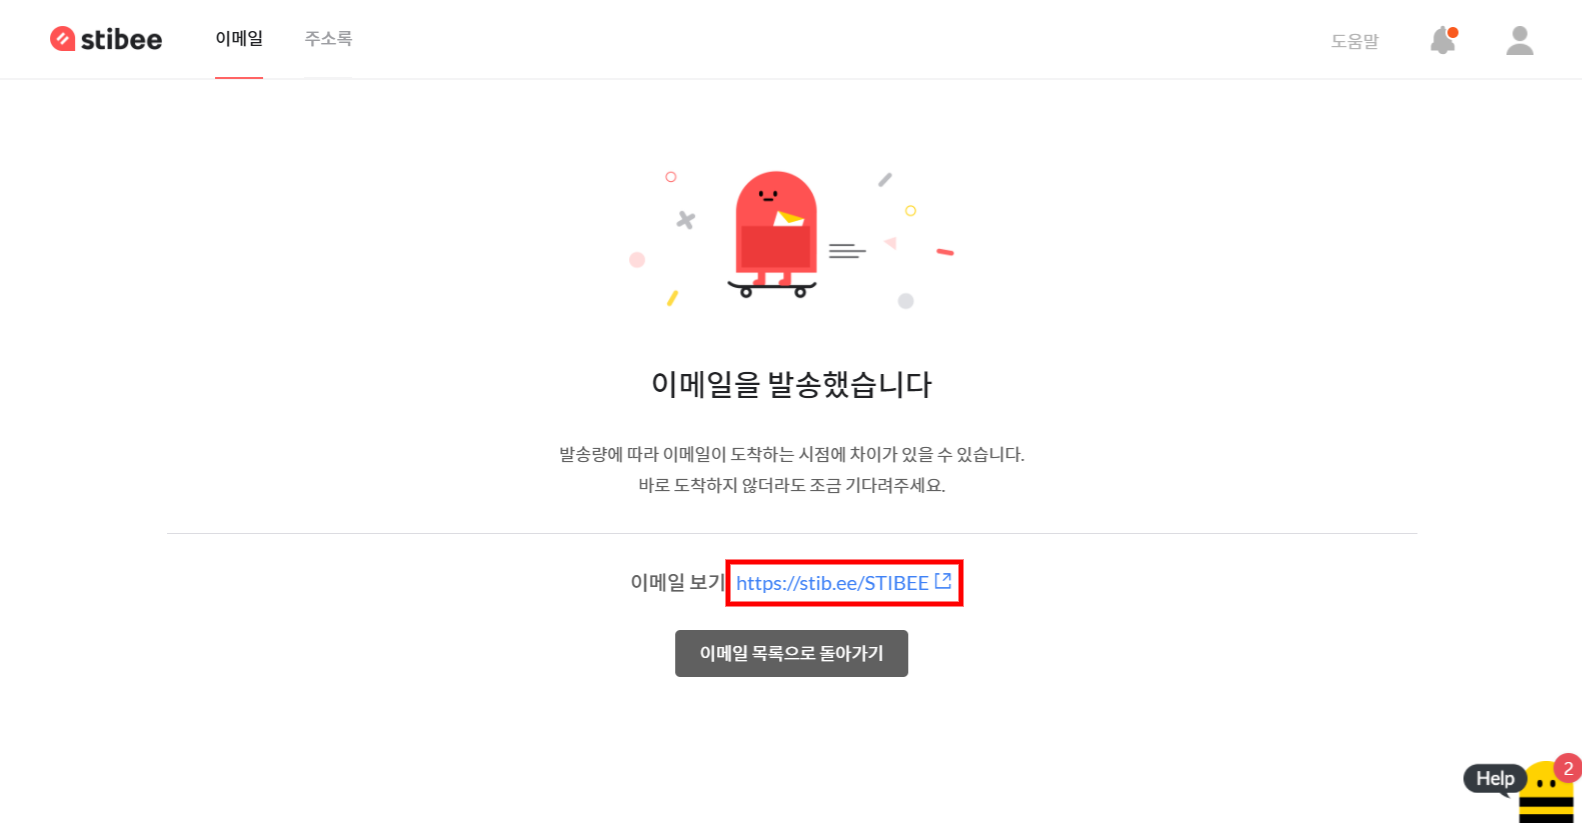 stibee
이메일
주소록
도움말
이메일을 발송했습니다
발송량에 따라 이메일이 도착하는 시점에 차이가 있을 수 있습니다.
바로 도착하지 않더라도 조금 기다려주세요.
이메일 보기 https://stib.ee/STIBEE
이메일 목록으로 돌아가기
Help
2